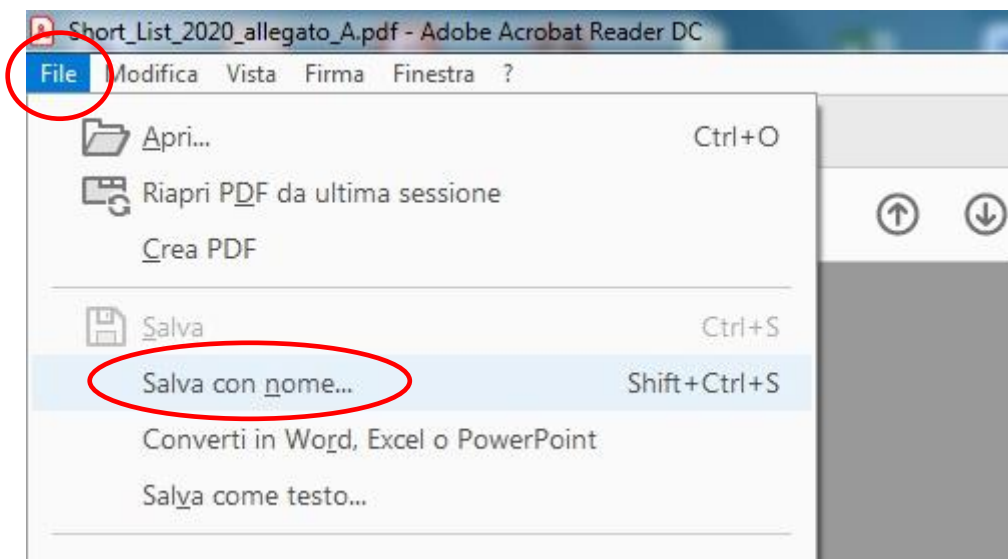 Short_List_2020_allegato_A.pdf - Adobe Acrobat Reader DC
File Modifica Vista Firma Finestra ?
Apri... Ctrl+O
Riapri PDF da ultima sessione
Crea PDF
Salva Ctrl+S
Salva con nome... Shift+Ctrl+S
Converti in Word, Excel o PowerPoint
Salva come testo...